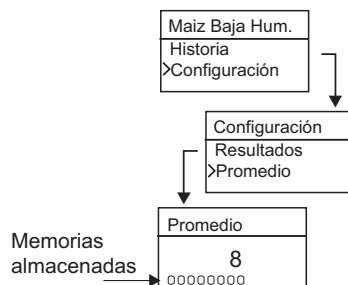 Maiz Baja Hum.
Historia
>Configuración
Configuración
Resultados
>Promedio
Promedio
8
00000000
Memorias
almacenadas